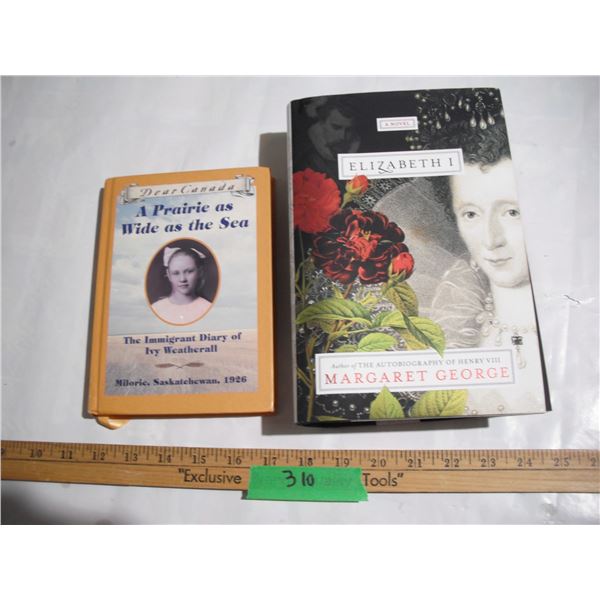 Dear Canada
A Prairie as
Wide as the Sea
The Immigrant Diary of
Ivy Weatherall
Milorie, Saskatchewan, 1926
A NOVEL
ELIZABETH I
Author of THE AUTOBIOGRAPHY OF HENRY VIII
MARGARET GEORGE
9 10 11 12 13 14 15 16 17 18 19 20 21 22 23 24 25
"Exclusive Tools"
310